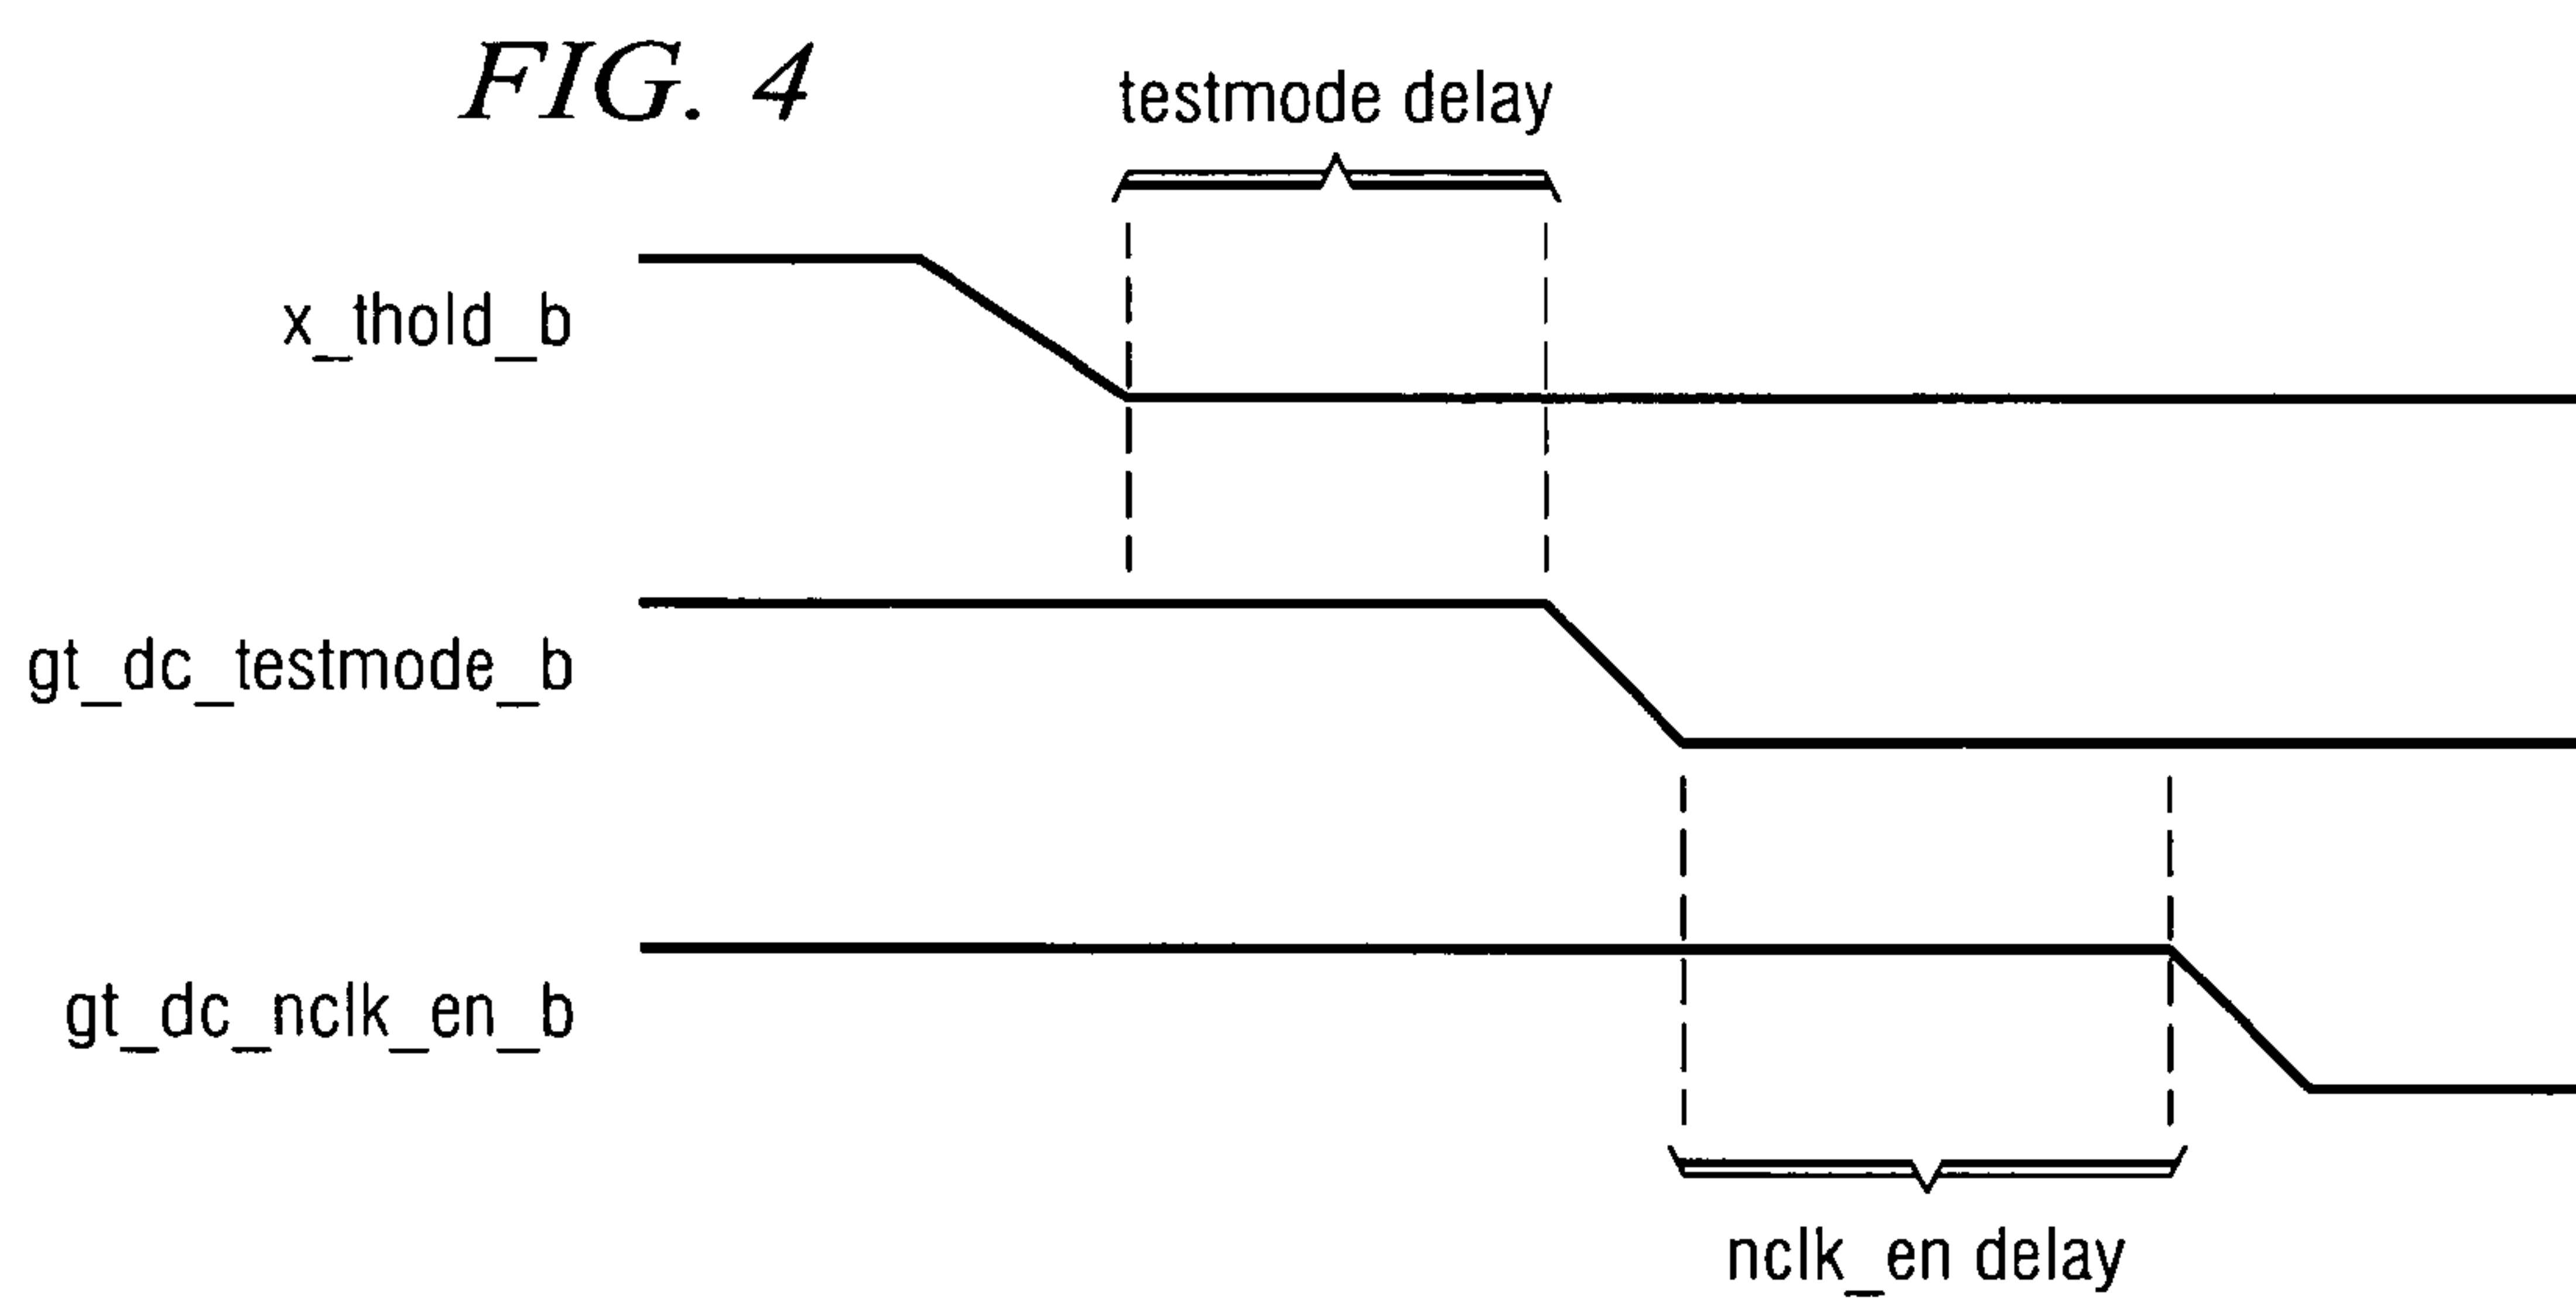 FIG. 4
testmode delay
x_thold_b
gt_dc_testmode_b
gt_dc_nclk_en_b
nclk_en delay